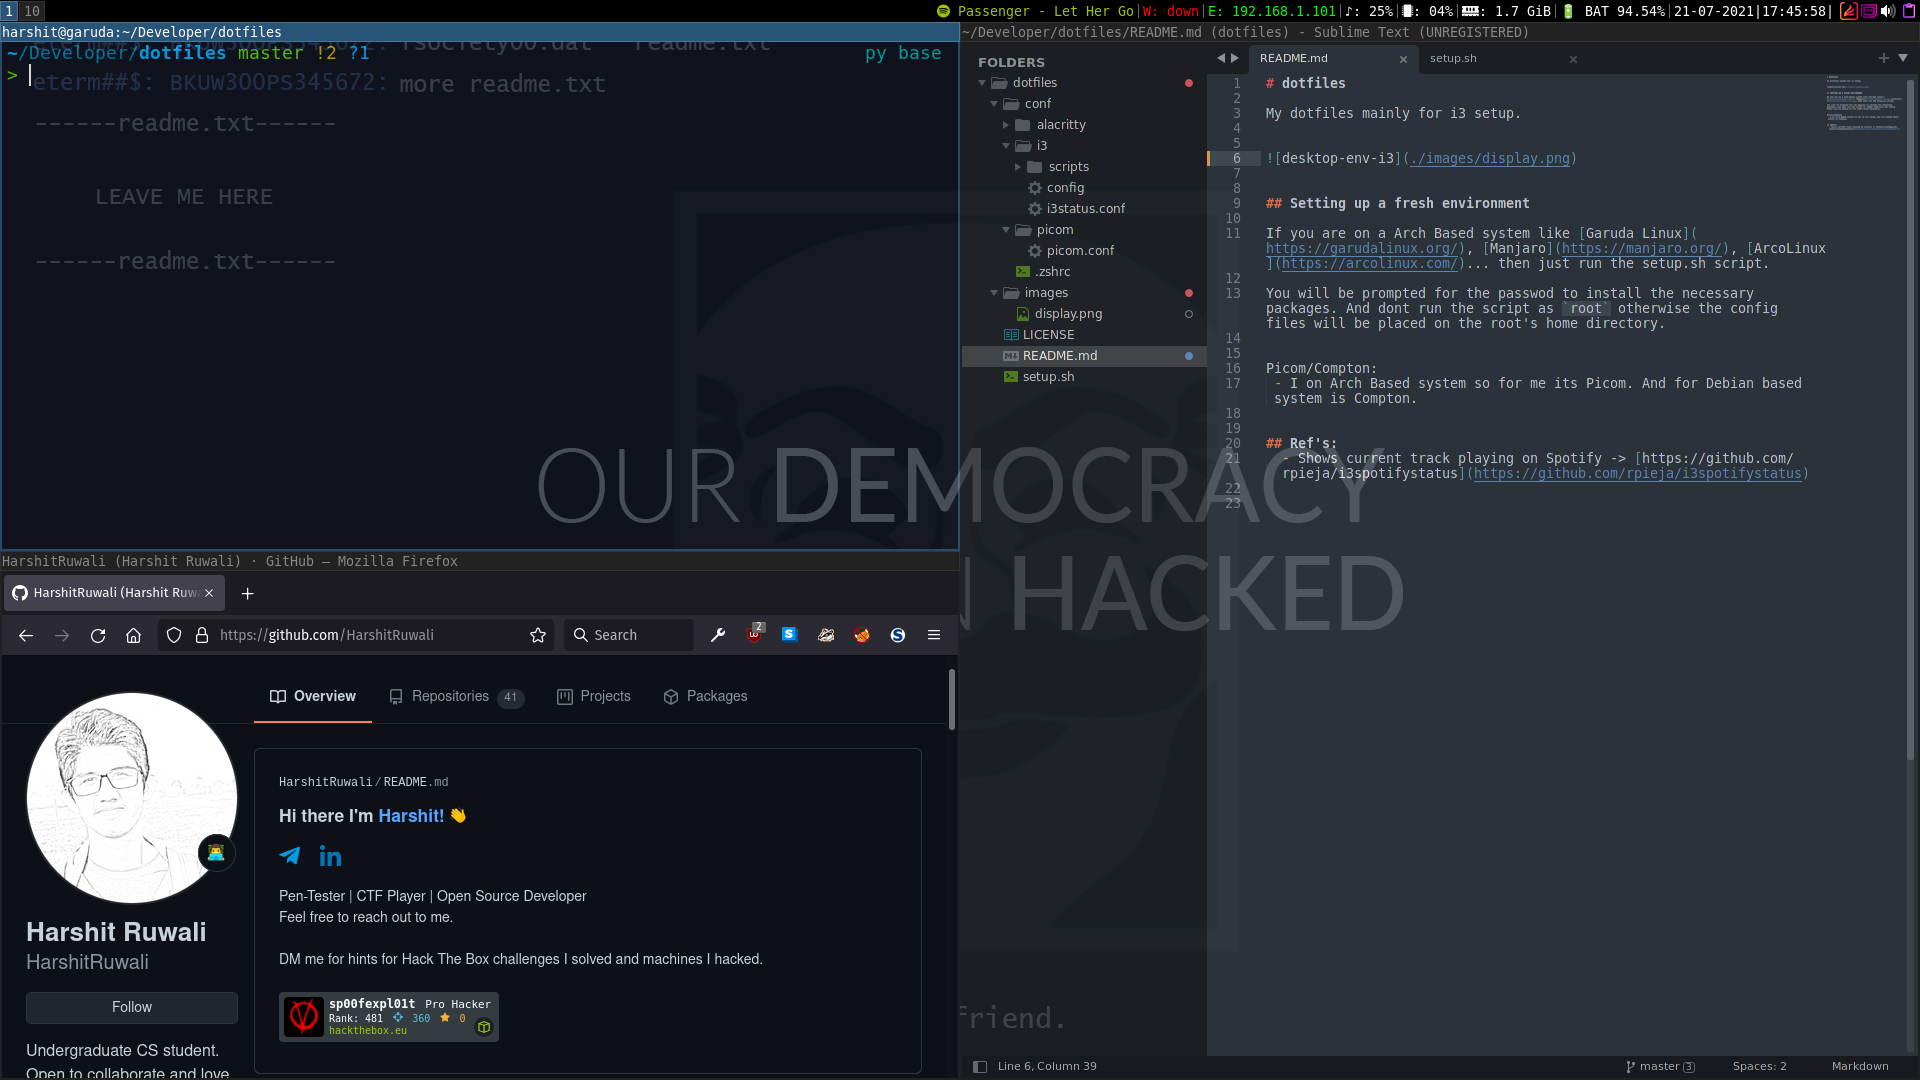 1 10
Passenger - Let Her Go|W: down|E: 192.168.1.101|♪: 25%| : 04%| : 1.7 GiB| BAT 94.54%|21-07-2021|17:45:58|
harshit@garuda:~/Developer/dotfiles
~/Developer/dotfiles master !2 ?1 py base
>
eterm##$: BKUW3OOPS345672: more readme.txt
------readme.txt------
LEAVE ME HERE
------readme.txt------
OUR DEMOCRACY
N HACKED
friend.
HarshitRuwali (Harshit Ruwali) · GitHub — Mozilla Firefox
HarshitRuwali (Harshit Ruw
https://github.com/HarshitRuwali
Search
2
Overview
Repositories 41
Projects
Packages
HarshitRuwali/README.md
Hi there I'm Harshit! 👋
Pen-Tester | CTF Player | Open Source Developer
Feel free to reach out to me.
DM me for hints for Hack The Box challenges I solved and machines I hacked.
sp00fexpl01t Pro Hacker
Rank: 481 360 0
hackthebox.eu
Harshit Ruwali
HarshitRuwali
Follow
Undergraduate CS student.
Open to collaborate and love
~/Developer/dotfiles/README.md (dotfiles) - Sublime Text (UNREGISTERED)
FOLDERS
dotfiles
conf
alacritty
i3
scripts
config
i3status.conf
picom
picom.conf
.zshrc
images
display.png
LICENSE
README.md
setup.sh
README.md
setup.sh
1 # dotfiles
2
3 My dotfiles mainly for i3 setup.
4
5
6 ![desktop-env-i3](./images/display.png)
7
8
9 ## Setting up a fresh environment
10
11 If you are on a Arch Based system like [Garuda Linux](
https://garudalinux.org/), [Manjaro](https://manjaro.org/), [ArcoLinux
](https://arcolinux.com/)... then just run the setup.sh script.
12
13 You will be prompted for the passwod to install the necessary
packages. And dont run the script as `root` otherwise the config
files will be placed on the root's home directory.
14
15
16 Picom/Compton:
17 - I on Arch Based system so for me its Picom. And for Debian based
system is Compton.
18
19
20 ## Ref's:
21 - Shows current track playing on Spotify -> [https://github.com/
rpieja/i3spotifystatus](https://github.com/rpieja/i3spotifystatus)
22
23
Line 6, Column 39
master 3
Spaces: 2
Markdown